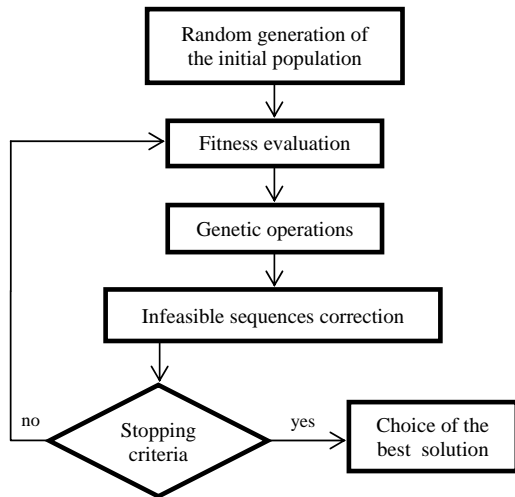 Random generation of
the initial population
Fitness evaluation
Genetic operations
Infeasible sequences correction
no
Stopping
criteria
yes
Choice of the
best solution